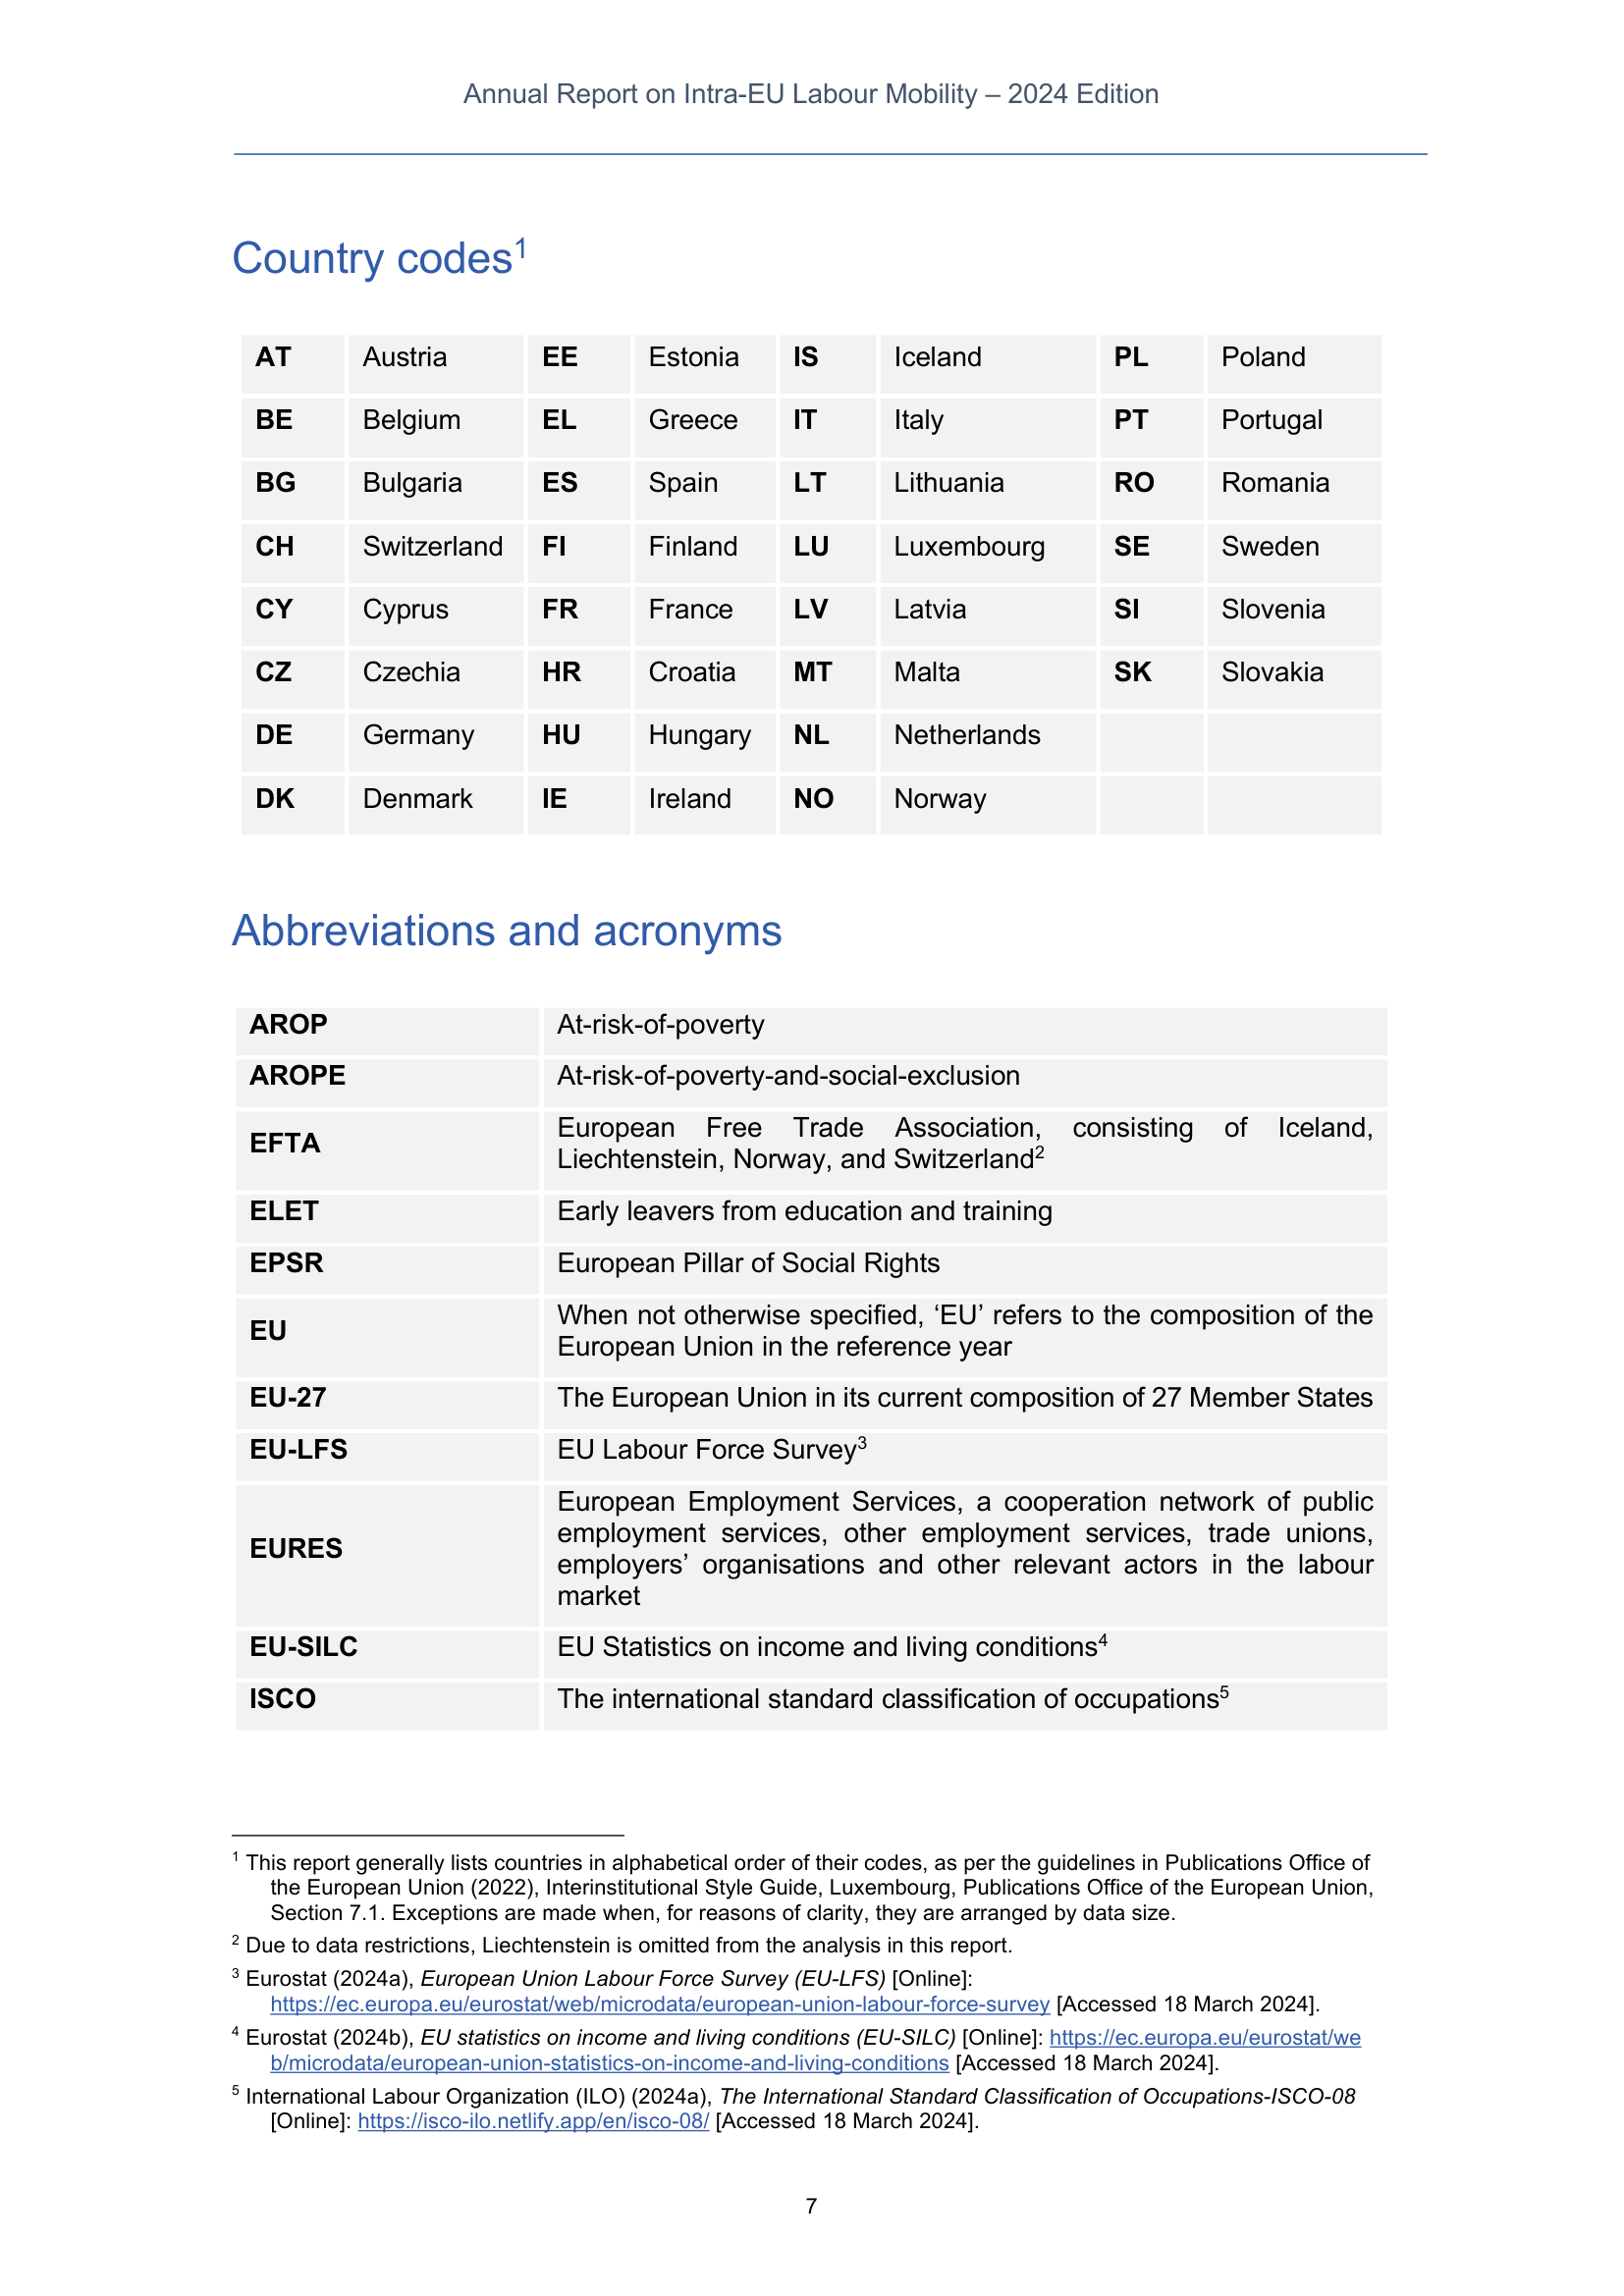 Annual Report on Intra-EU Labour Mobility – 2024 Edition
Country codes1
AT Austria EE Estonia IS Iceland PL Poland
BE Belgium EL Greece IT Italy PT Portugal
BG Bulgaria ES Spain LT Lithuania RO Romania
CH Switzerland FI Finland LU Luxembourg SE Sweden
CY Cyprus FR France LV Latvia SI Slovenia
CZ Czechia HR Croatia MT Malta SK Slovakia
DE Germany HU Hungary NL Netherlands
DK Denmark IE Ireland NO Norway
Abbreviations and acronyms
AROP At-risk-of-poverty
AROPE At-risk-of-poverty-and-social-exclusion
EFTA European Free Trade Association, consisting of Iceland,
Liechtenstein, Norway, and Switzerland2
ELET Early leavers from education and training
EPSR European Pillar of Social Rights
EU When not otherwise specified, ‘EU’ refers to the composition of the
European Union in the reference year
EU-27 The European Union in its current composition of 27 Member States
EU-LFS EU Labour Force Survey3
EURES European Employment Services, a cooperation network of public
employment services, other employment services, trade unions,
employers’ organisations and other relevant actors in the labour
market
EU-SILC EU Statistics on income and living conditions4
ISCO The international standard classification of occupations5
1 This report generally lists countries in alphabetical order of their codes, as per the guidelines in Publications Office of
the European Union (2022), Interinstitutional Style Guide, Luxembourg, Publications Office of the European Union,
Section 7.1. Exceptions are made when, for reasons of clarity, they are arranged by data size.
2 Due to data restrictions, Liechtenstein is omitted from the analysis in this report.
3 Eurostat (2024a), European Union Labour Force Survey (EU-LFS) [Online]:
https://ec.europa.eu/eurostat/web/microdata/european-union-labour-force-survey [Accessed 18 March 2024].
4 Eurostat (2024b), EU statistics on income and living conditions (EU-SILC) [Online]: https://ec.europa.eu/eurostat/we
b/microdata/european-union-statistics-on-income-and-living-conditions [Accessed 18 March 2024].
5 International Labour Organization (ILO) (2024a), The International Standard Classification of Occupations-ISCO-08
[Online]: https://isco-ilo.netlify.app/en/isco-08/ [Accessed 18 March 2024].
7